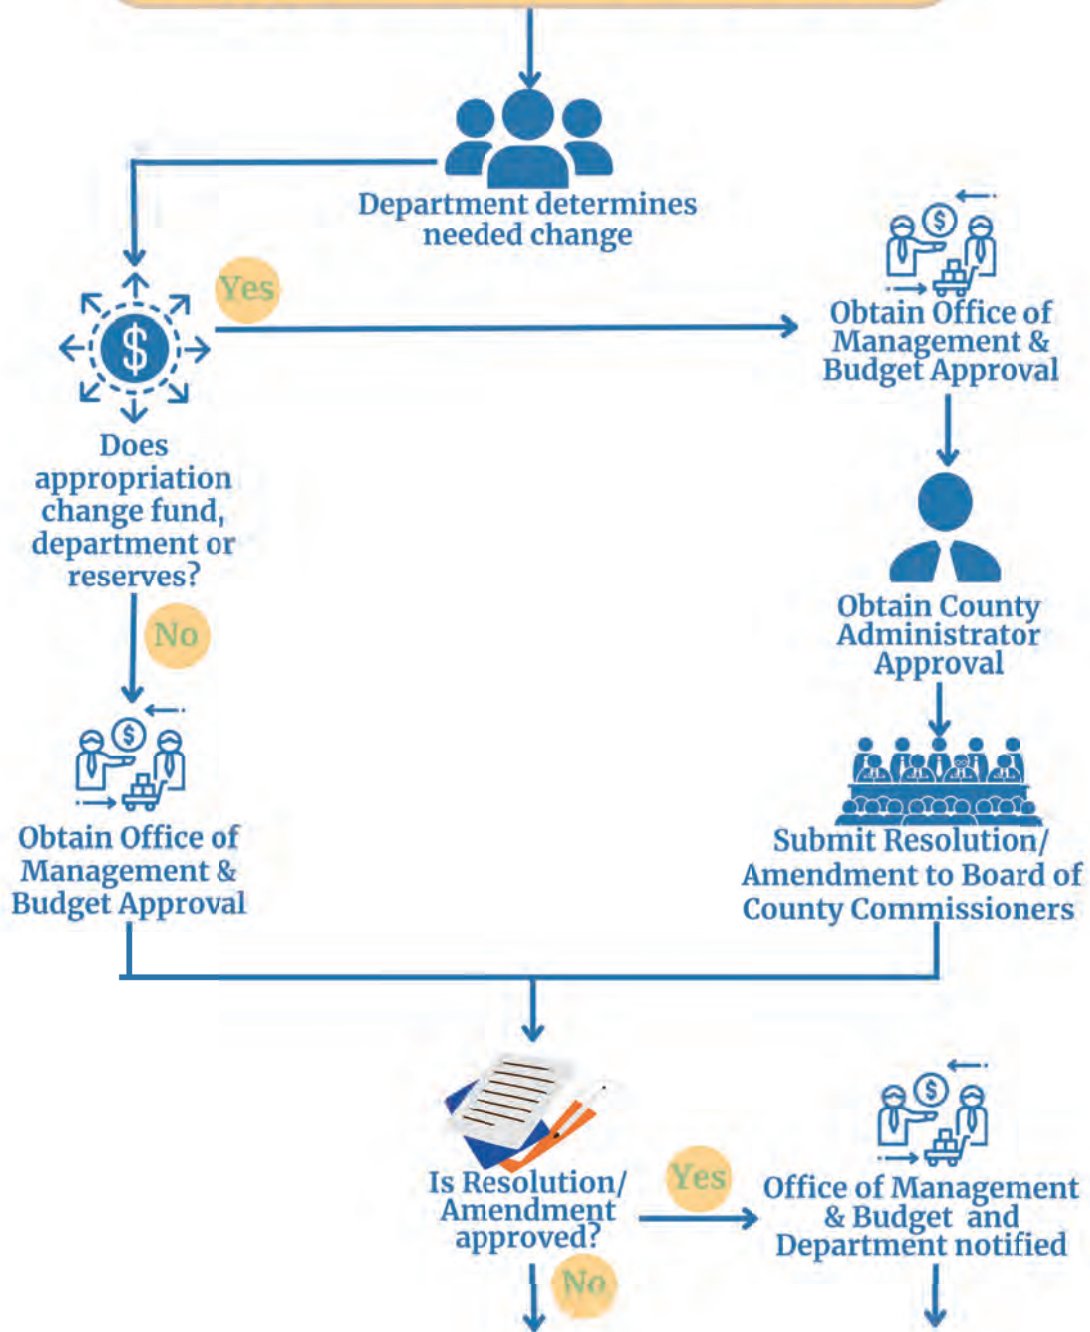 Department determines
needed change
Yes
Obtain Office of
Management &
Budget Approval
Does
appropriation
change fund,
department or
reserves?
Obtain County
Administrator
Approval
No
Obtain Office of
Management &
Budget Approval
Submit Resolution/
Amendment to Board of
County Commissioners
Is Resolution/
Amendment
approved?
Yes
Office of Management
& Budget and
Department notified
No